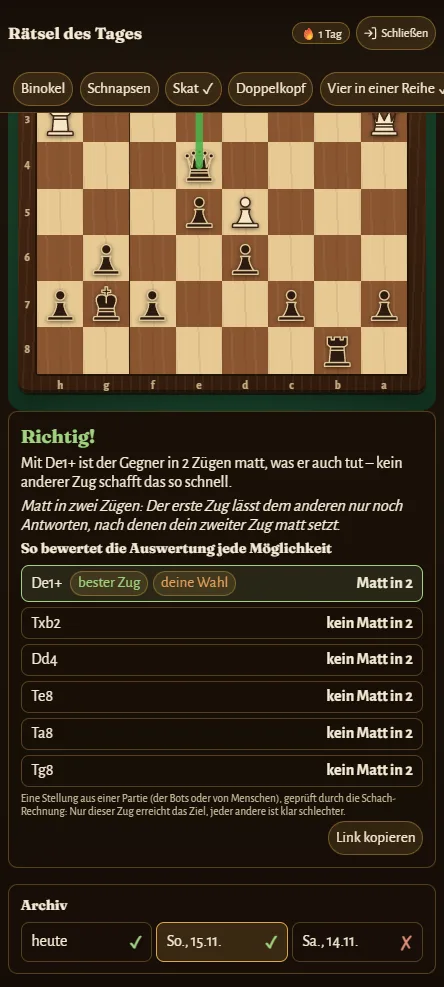 Rätsel des Tages
🔥 1 Tag
Schließen
Binokel
Schnapsen
Skat ✓
Doppelkopf
Vier in einer Reihe ✓
3
4
5
6
7
8
h g f e d c b a
Richtig!
Mit De1+ ist der Gegner in 2 Zügen matt, was er auch tut – kein
anderer Zug schafft das so schnell.
Matt in zwei Zügen: Der erste Zug lässt dem anderen nur noch
Antworten, nach denen dein zweiter Zug matt setzt.
So bewertet die Auswertung jede Möglichkeit
De1+ bester Zug deine Wahl Matt in 2
Txb2 kein Matt in 2
Dd4 kein Matt in 2
Te8 kein Matt in 2
Ta8 kein Matt in 2
Tg8 kein Matt in 2
Eine Stellung aus einer Partie (der Bots oder von Menschen), geprüft durch die Schach-
Rechnung: Nur dieser Zug erreicht das Ziel, jeder andere ist klar schlechter.
Link kopieren
Archiv
heute ✓
So., 15.11. ✓
Sa., 14.11. ✗